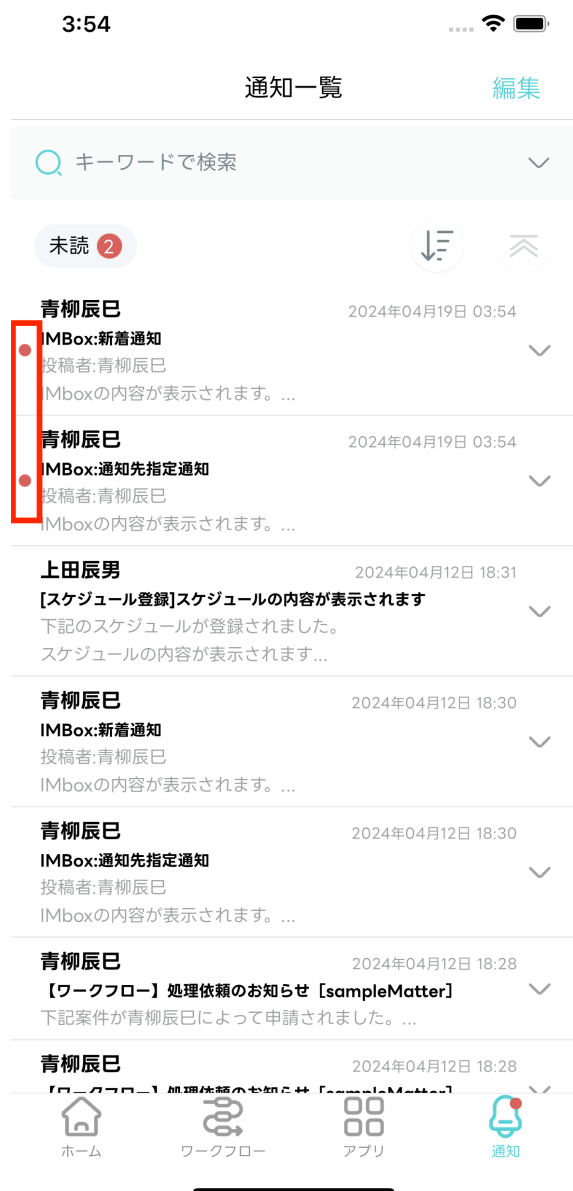 3:54
通知一覧
編集
キーワードで検索
未読 2
青柳辰巳
2024年04月19日 03:54
IMBox:新着通知
投稿者:青柳辰巳
IMboxの内容が表示されます。...
青柳辰巳
2024年04月19日 03:54
IMBox:通知先指定通知
投稿者:青柳辰巳
IMboxの内容が表示されます。...
上田辰男
2024年04月12日 18:31
[スケジュール登録]スケジュールの内容が表示されます
下記のスケジュールが登録されました。
スケジュールの内容が表示されます...
青柳辰巳
2024年04月12日 18:30
IMBox:新着通知
投稿者:青柳辰巳
IMboxの内容が表示されます。...
青柳辰巳
2024年04月12日 18:30
IMBox:通知先指定通知
投稿者:青柳辰巳
IMboxの内容が表示されます。...
青柳辰巳
2024年04月12日 18:28
【ワークフロー】処理依頼のお知らせ [sampleMatter]
下記案件が青柳辰巳によって申請されました。...
青柳辰巳
2024年04月12日 18:28
【ワークフロー】処理依頼のお知らせ [sampleMatter]
ホーム
ワークフロー
アプリ
通知